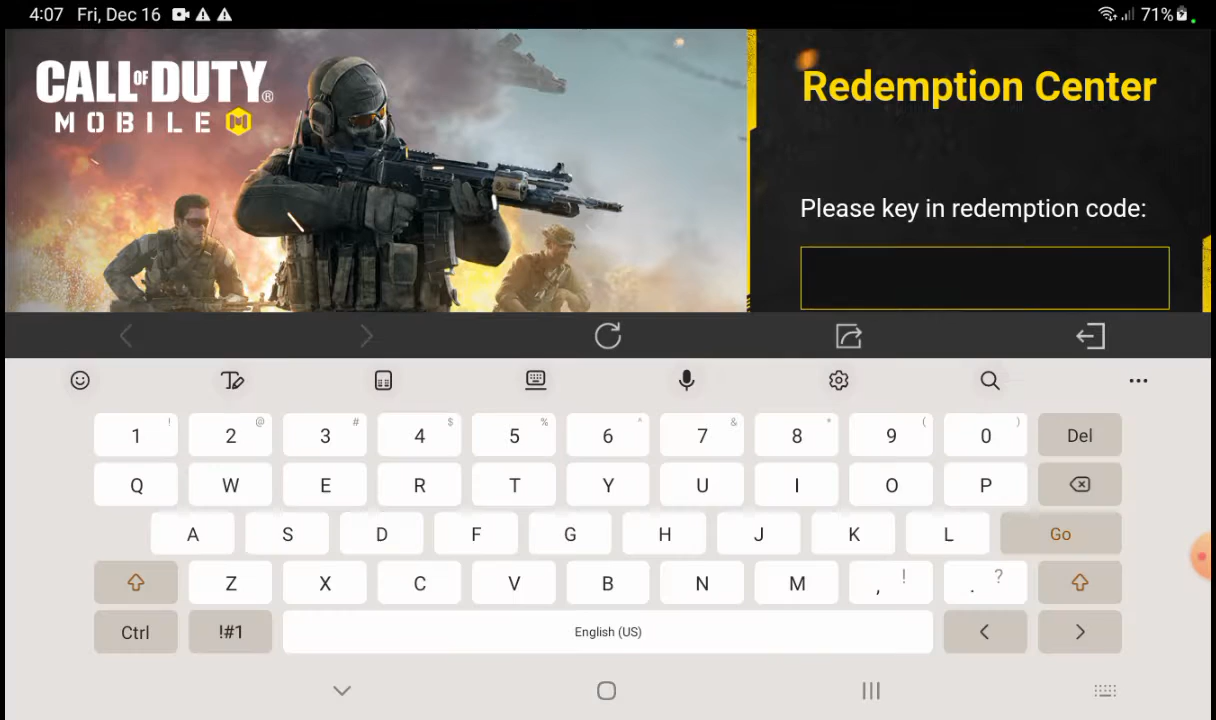 4:07 Fri, Dec 16 71%
CALL OF DUTY®
MOBILE
Redemption Center
Please key in redemption code:
1 ! 2 @ 3 # 4 $ 5 % 6 ^ 7 & 8 * 9 ( 0 ) Del
Q W E R T Y U I O P
A S D F G H J K L Go
Z X C V B N M , ! . ?
Ctrl !#1 English (US) < >